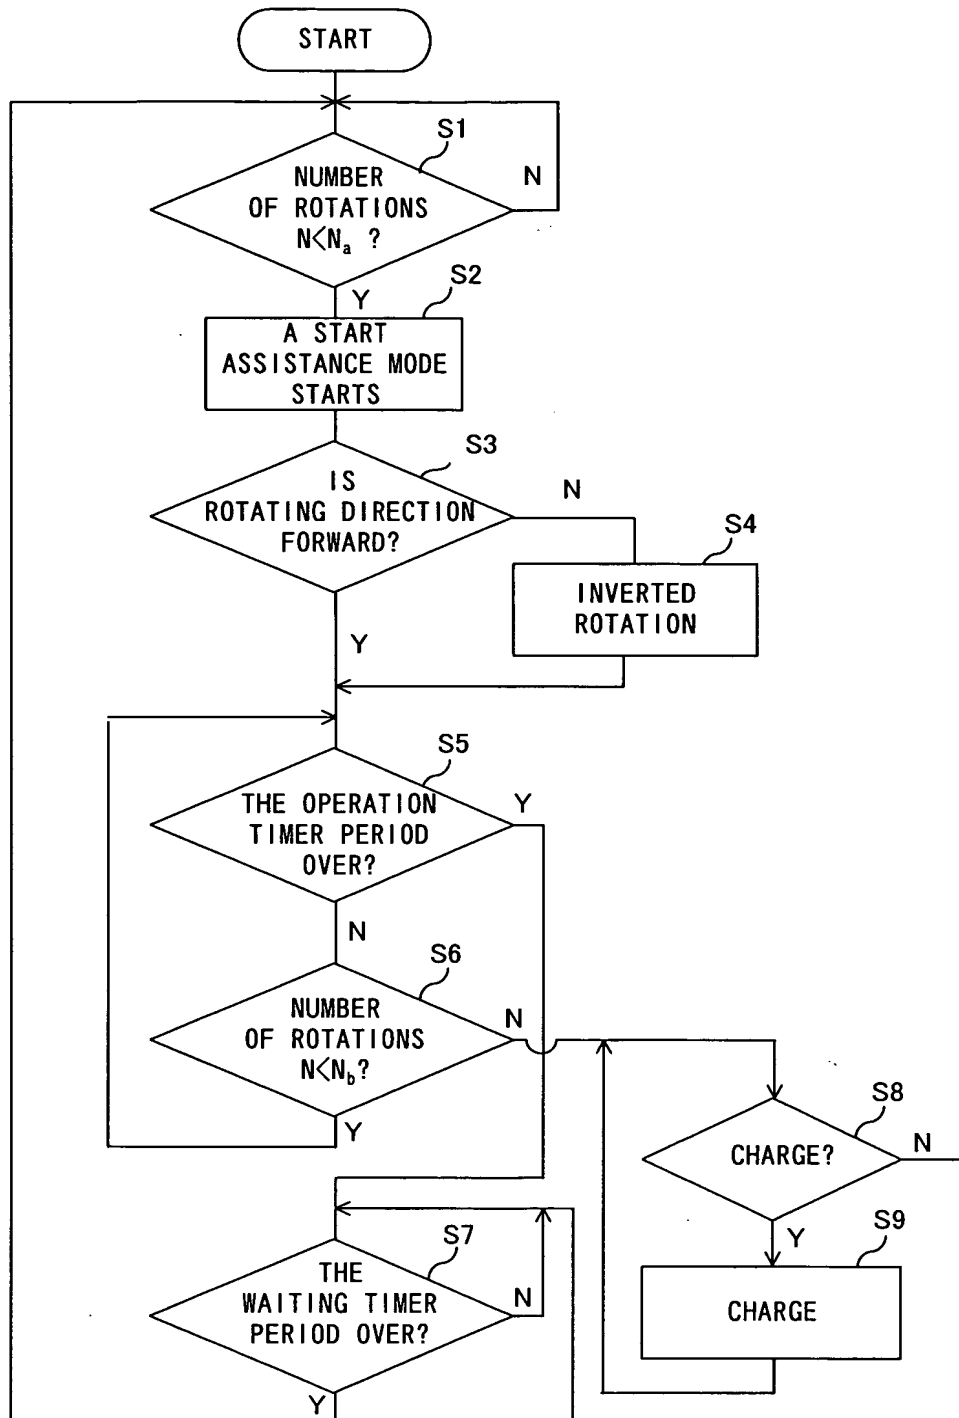 START
S1
NUMBER
OF ROTATIONS
N<Na ?
N
Y
S2
A START
ASSISTANCE MODE
STARTS
S3
IS
ROTATING DIRECTION
FORWARD?
N
S4
INVERTED
ROTATION
Y
S5
THE OPERATION
TIMER PERIOD
OVER?
Y
N
S6
NUMBER
OF ROTATIONS
N<Nb?
N
Y
S8
CHARGE?
N
Y
S7
THE
WAITING TIMER
PERIOD OVER?
N
Y
S9
CHARGE